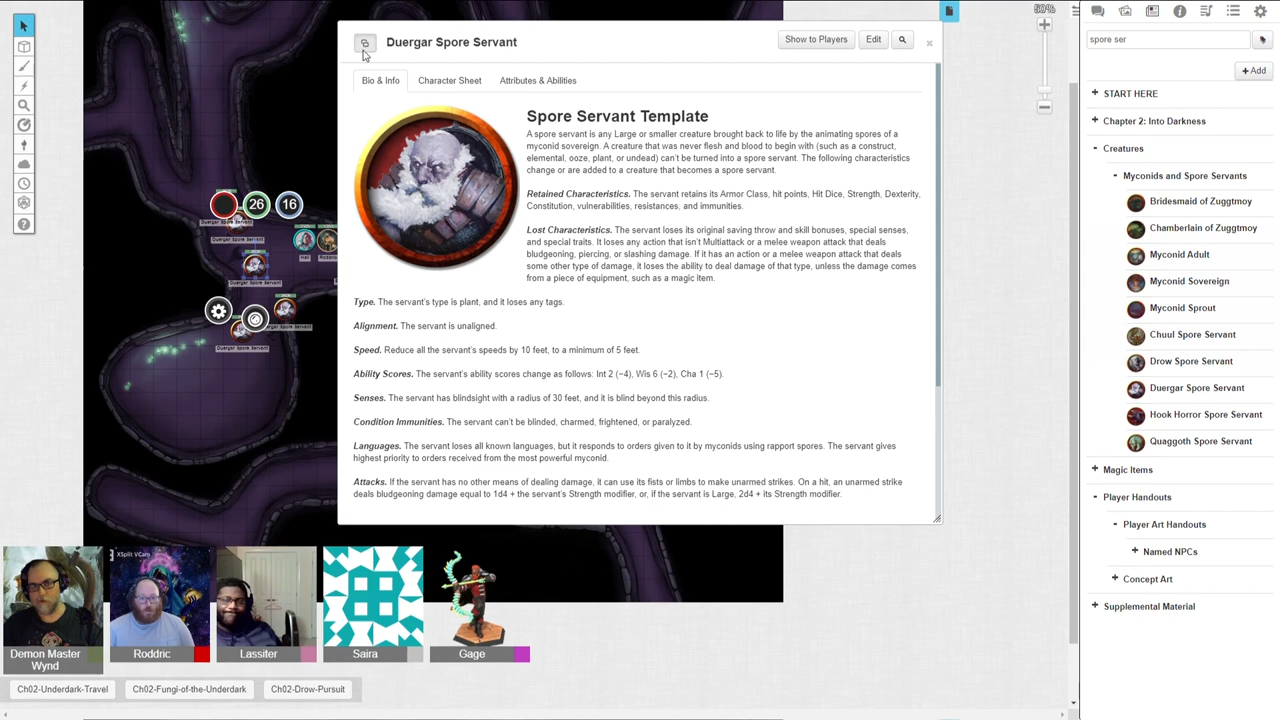 50%
Duergar Spore Servant
Show to Players
Edit
spore ser
Add
Bio & Info
Character Sheet
Attributes & Abilities
Spore Servant Template
A spore servant is any Large or smaller creature brought back to life by the animating spores of a
myconid sovereign. A creature that was never flesh and blood to begin with (such as a construct,
elemental, ooze, plant, or undead) can't be turned into a spore servant. The following characteristics
change or are added to a creature that becomes a spore servant.
Retained Characteristics. The servant retains its Armor Class, hit points, Hit Dice, Strength, Dexterity,
Constitution, vulnerabilities, resistances, and immunities.
Lost Characteristics. The servant loses its original saving throw and skill bonuses, special senses,
and special traits. It loses any action that isn't Multiattack or a melee weapon attack that deals
bludgeoning, piercing, or slashing damage. If it has an action or a melee weapon attack that deals
some other type of damage, it loses the ability to deal damage of that type, unless the damage comes
from a piece of equipment, such as a magic item.
Type. The servant's type is plant, and it loses any tags.
Alignment. The servant is unaligned.
Speed. Reduce all the servant's speeds by 10 feet, to a minimum of 5 feet.
Ability Scores. The servant's ability scores change as follows: Int 2 (−4), Wis 6 (−2), Cha 1 (−5).
Senses. The servant has blindsight with a radius of 30 feet, and it is blind beyond this radius.
Condition Immunities. The servant can't be blinded, charmed, frightened, or paralyzed.
Languages. The servant loses all known languages, but it responds to orders given to it by myconids using rapport spores. The servant gives
highest priority to orders received from the most powerful myconid.
Attacks. If the servant has no other means of dealing damage, it can use its fists or limbs to make unarmed strikes. On a hit, an unarmed strike
deals bludgeoning damage equal to 1d4 + the servant's Strength modifier, or, if the servant is Large, 2d4 + its Strength modifier.
26
16
Duergar Spore Servant
Duergar Spore Servant
Duergar Spore Servant
START HERE
Chapter 2: Into Darkness
Creatures
Myconids and Spore Servants
Bridesmaid of Zuggtmoy
Chamberlain of Zuggtmoy
Myconid Adult
Myconid Sovereign
Myconid Sprout
Chuul Spore Servant
Drow Spore Servant
Duergar Spore Servant
Hook Horror Spore Servant
Quaggoth Spore Servant
Magic Items
Player Handouts
Player Art Handouts
Named NPCs
Concept Art
Supplemental Material
XSplit VCam
Demon Master
Wynd
Roddric
Lassiter
Saira
Gage
Ch02-Underdark-Travel
Ch02-Fungi-of-the-Underdark
Ch02-Drow-Pursuit